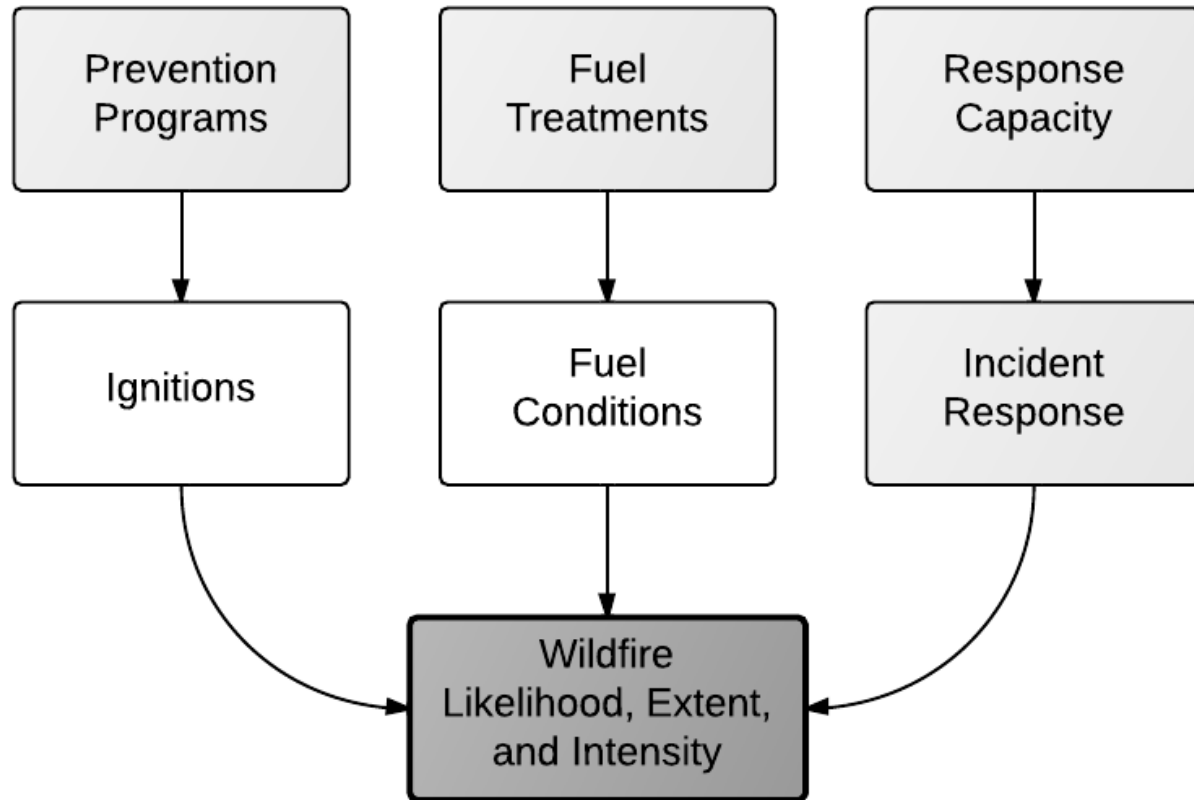 Prevention
Programs
Fuel
Treatments
Response
Capacity
Ignitions
Fuel
Conditions
Incident
Response
Wildfire
Likelihood, Extent,
and Intensity